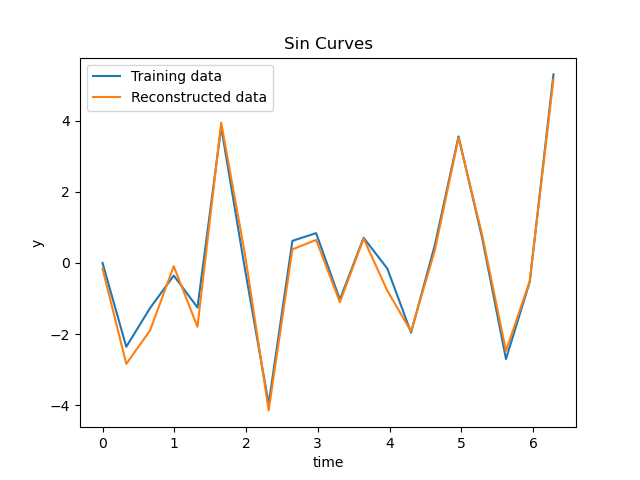 Sin Curves
Training data
Reconstructed data
4
2
0
−2
−4
y
0 1 2 3 4 5 6
time